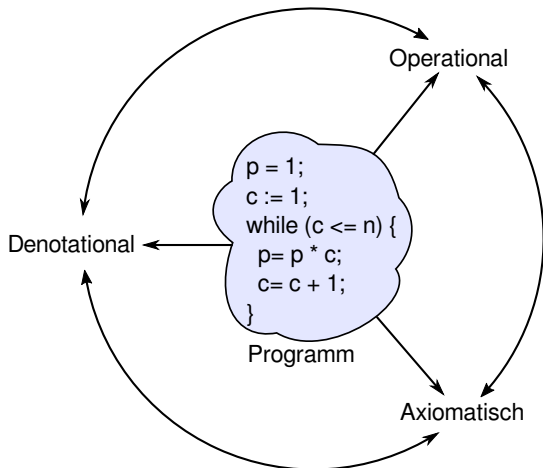 Operational
p = 1;
c := 1;
while (c <= n) {
p= p * c;
c= c + 1;
}
Denotational
Programm
Axiomatisch